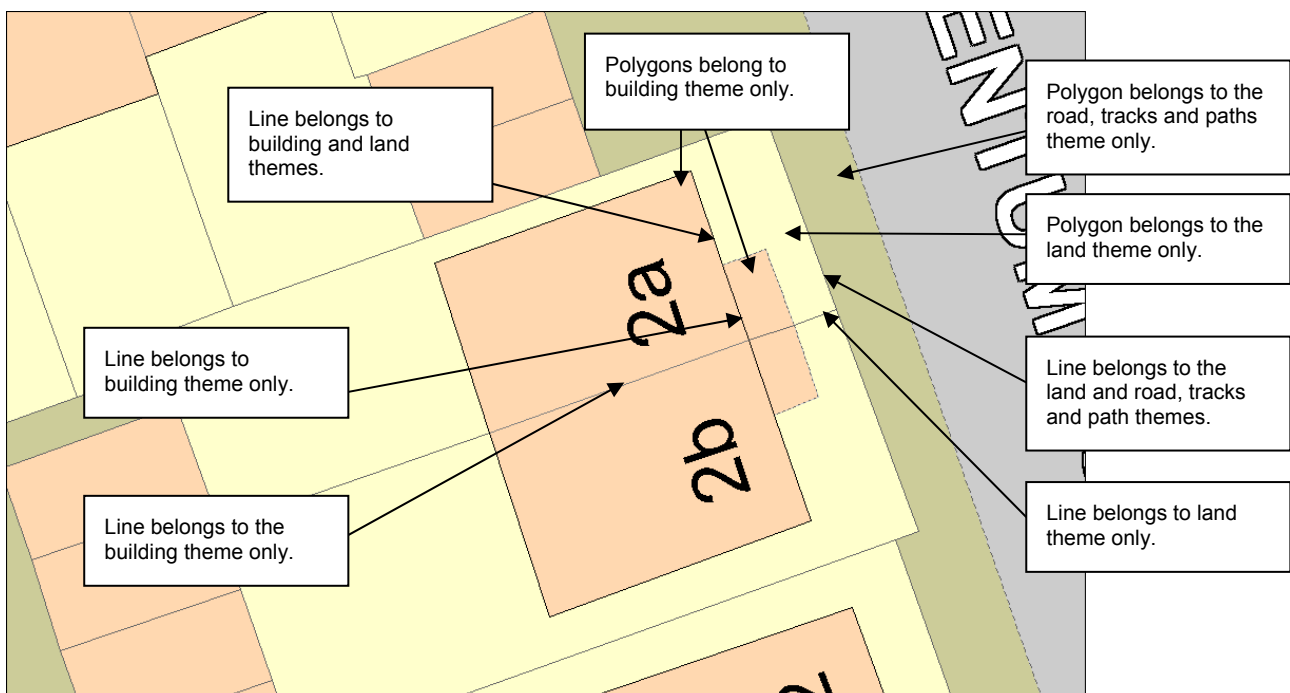 Polygons belong to
building theme only.
Line belongs to
building and land
themes.
Polygon belongs to the
road, tracks and paths
theme only.
Polygon belongs to the
land theme only.
Line belongs to
building theme only.
Line belongs to the
land and road, tracks
and path themes.
Line belongs to the
building theme only.
Line belongs to land
theme only.
ENIUM
2a
2b
2